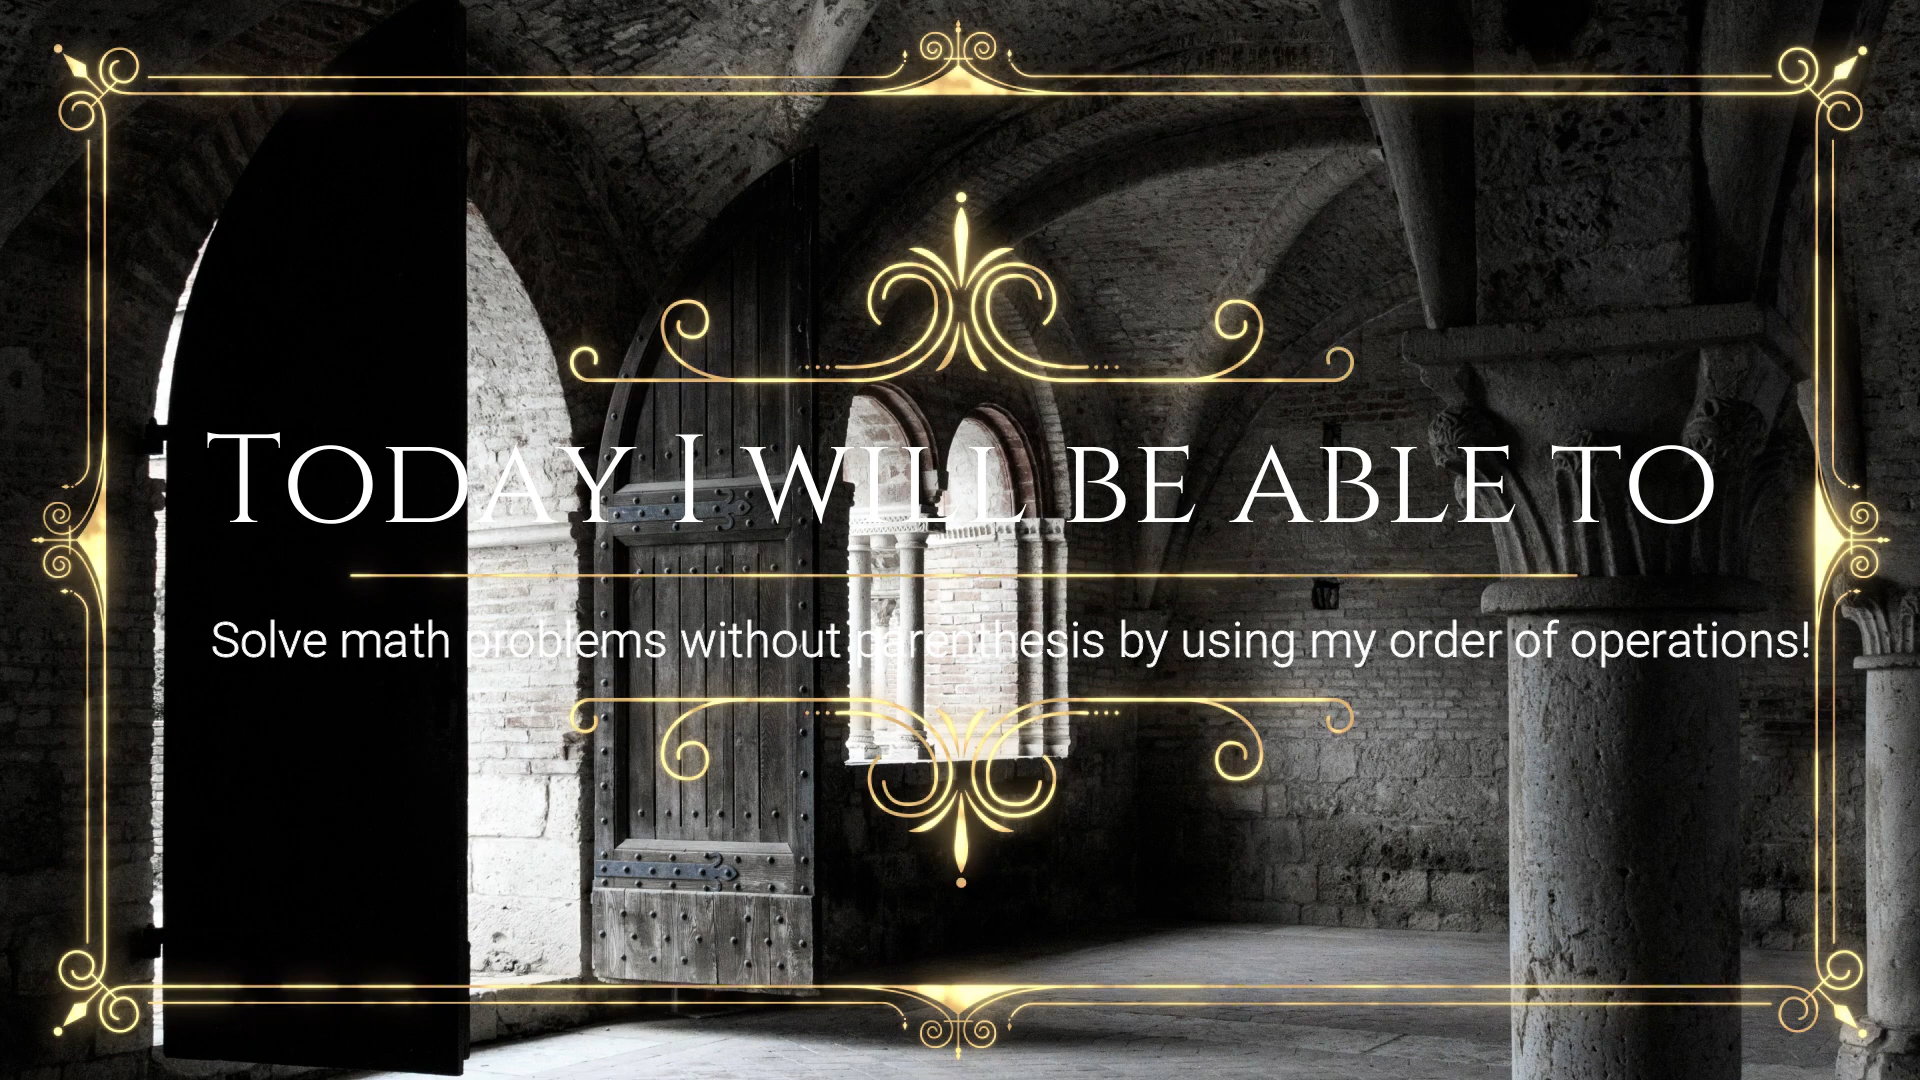 Today I will be able to
Solve math problems without parenthesis by using my order of operations!